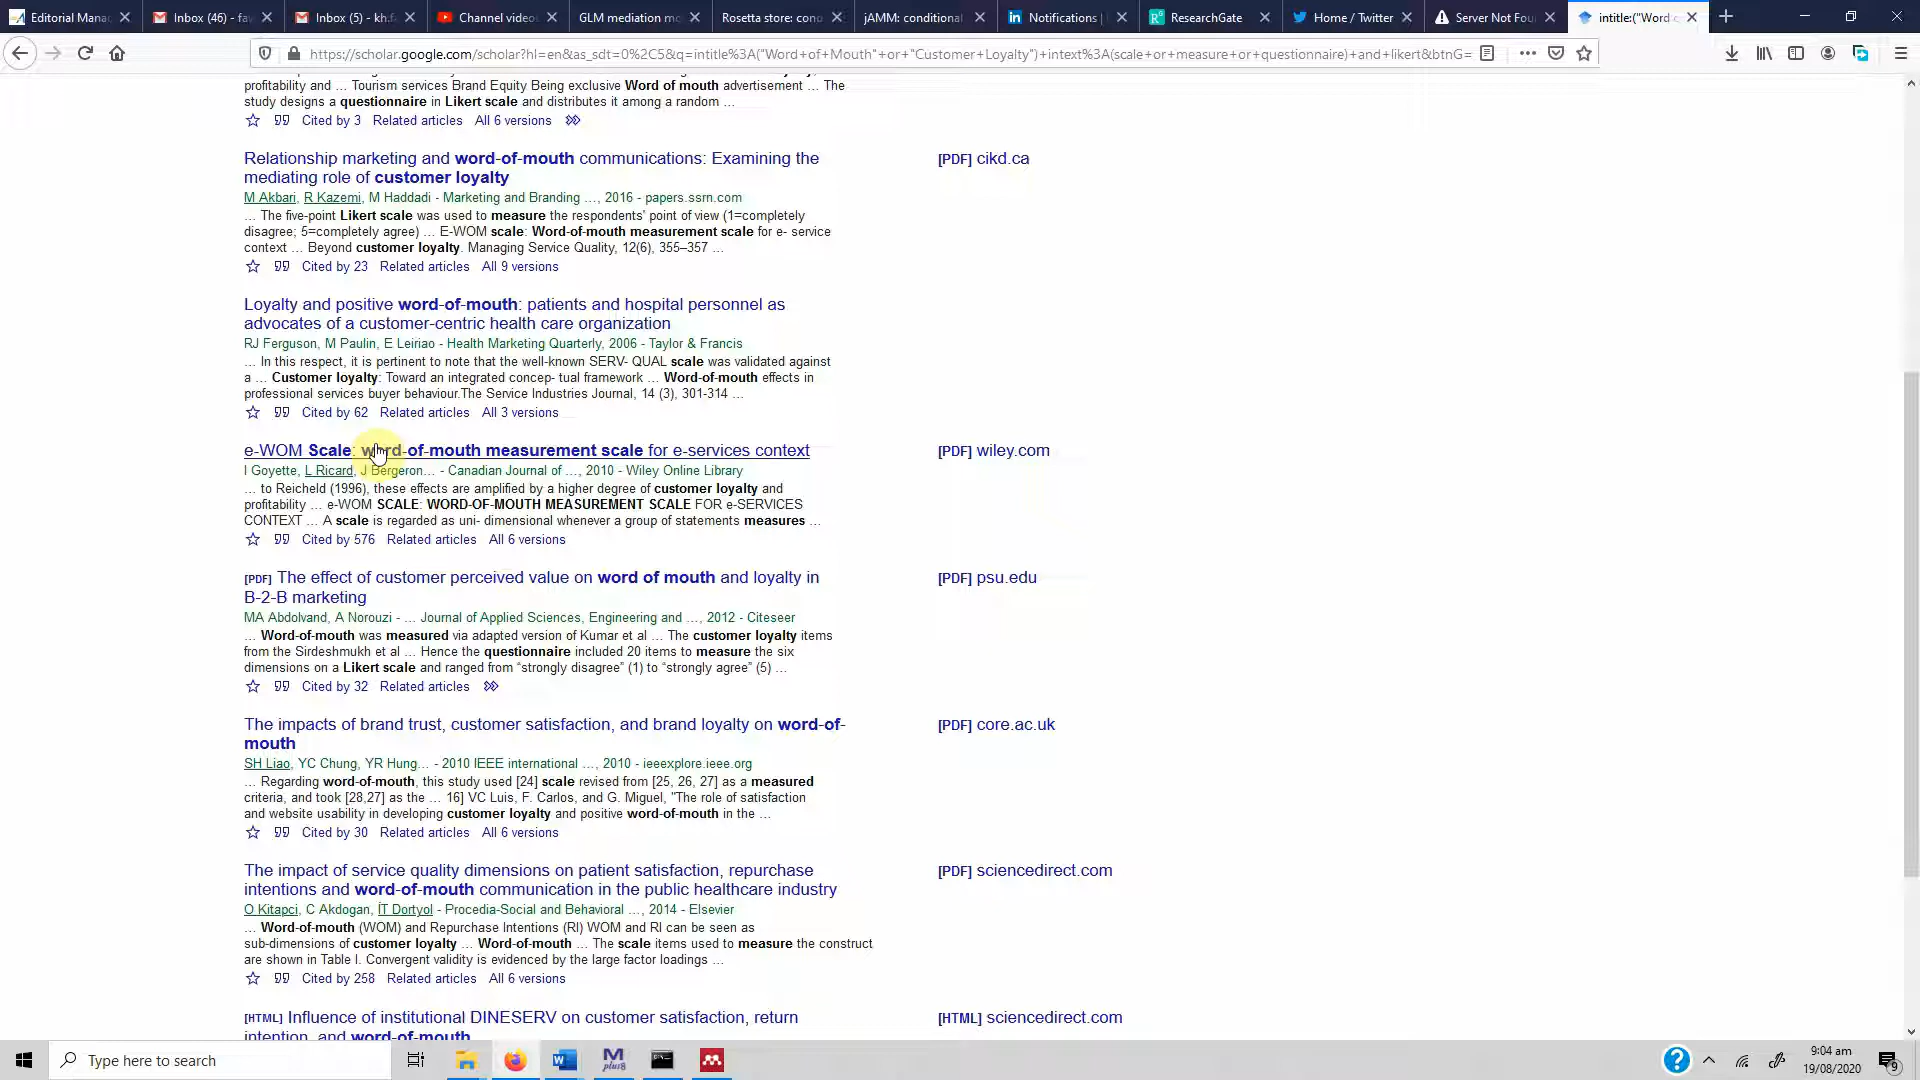 Editorial Mana
Inbox (46) - fa
Inbox (5) - kh.f
Channel video
GLM mediation mo
Rosetta store: con
jAMM: conditional
Notifications |
ResearchGate
Home / Twitter
Server Not Fou
intitle:("Word o
https://scholar.google.com/scholar?hl=en&as_sdt=0%2C5&q=intitle%3A("Word+of+Mouth"+or+"Customer+Loyalty")+intext%3A(scale+or+measure+or+questionnaire)+and+likert&btnG=
profitability and … Tourism services Brand Equity Being exclusive Word of mouth advertisement … The
study designs a questionnaire in Likert scale and distributes it among a random …
Cited by 3 Related articles All 6 versions
Relationship marketing and word-of-mouth communications: Examining the
mediating role of customer loyalty
[PDF] cikd.ca
M Akbari, R Kazemi, M Haddadi - Marketing and Branding …, 2016 - papers.ssrn.com
… The five-point Likert scale was used to measure the respondents' point of view (1=completely
disagree; 5=completely agree) … E-WOM scale: Word-of-mouth measurement scale for e- service
context … Beyond customer loyalty. Managing Service Quality, 12(6), 355–357 …
Cited by 23 Related articles All 9 versions
Loyalty and positive word-of-mouth: patients and hospital personnel as
advocates of a customer-centric health care organization
RJ Ferguson, M Paulin, E Leiriao - Health Marketing Quarterly, 2006 - Taylor & Francis
… In this respect, it is pertinent to note that the well-known SERV- QUAL scale was validated against
a … Customer loyalty: Toward an integrated concep- tual framework … Word-of-mouth effects in
professional services buyer behaviour.The Service Industries Journal, 14 (3), 301-314 …
Cited by 62 Related articles All 3 versions
e-WOM Scale: word-of-mouth measurement scale for e-services context
[PDF] wiley.com
I Goyette, L Ricard, J Bergeron… - Canadian Journal of …, 2010 - Wiley Online Library
… to Reicheld (1996), these effects are amplified by a higher degree of customer loyalty and
profitability … e-WOM SCALE: WORD-OF-MOUTH MEASUREMENT SCALE FOR e-SERVICES
CONTEXT … A scale is regarded as uni- dimensional whenever a group of statements measures …
Cited by 576 Related articles All 6 versions
[PDF] The effect of customer perceived value on word of mouth and loyalty in
B-2-B marketing
[PDF] psu.edu
MA Abdolvand, A Norouzi - … Journal of Applied Sciences, Engineering and …, 2012 - Citeseer
… Word-of-mouth was measured via adapted version of Kumar et al … The customer loyalty items
from the Sirdeshmukh et al … Hence the questionnaire included 20 items to measure the six
dimensions on a Likert scale and ranged from “strongly disagree” (1) to “strongly agree” (5) …
Cited by 32 Related articles
The impacts of brand trust, customer satisfaction, and brand loyalty on word-of-
mouth
[PDF] core.ac.uk
SH Liao, YC Chung, YR Hung… - 2010 IEEE international …, 2010 - ieeexplore.ieee.org
… Regarding word-of-mouth, this study used [24] scale revised from [25, 26, 27] as a measured
criteria, and took [28,27] as the … 16] VC Luis, F. Carlos, and G. Miguel, "The role of satisfaction
and website usability in developing customer loyalty and positive word-of-mouth in the …
Cited by 30 Related articles All 6 versions
The impact of service quality dimensions on patient satisfaction, repurchase
intentions and word-of-mouth communication in the public healthcare industry
[PDF] sciencedirect.com
O Kitapci, C Akdogan, İT Dortyol - Procedia-Social and Behavioral …, 2014 - Elsevier
… Word-of-mouth (WOM) and Repurchase Intentions (RI) WOM and RI can be seen as
sub-dimensions of customer loyalty … Word-of-mouth … The scale items used to measure the construct
are shown in Table I. Convergent validity is evidenced by the large factor loadings …
Cited by 258 Related articles All 6 versions
[HTML] Influence of institutional DINESERV on customer satisfaction, return
intention, and word-of-mouth
[HTML] sciencedirect.com
Type here to search
9:04 am
19/08/2020